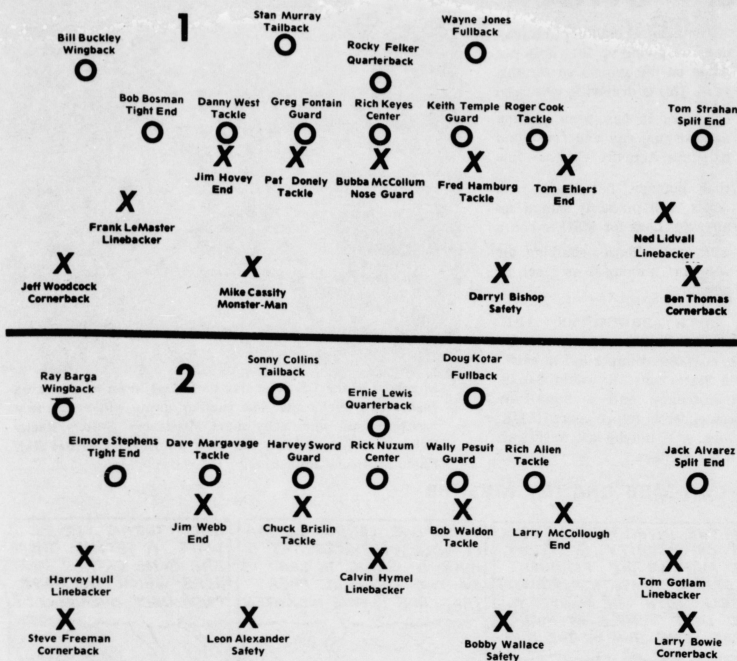 1
Stan Murray
Tailback
Wayne Jones
Fullback
Bill Buckley
Wingback
Rocky Felker
Quarterback
O
O
O
O
Bob Bosman
Tight End
Danny West
Tackle
Greg Fontain
Guard
Rich Keyes
Center
Keith Temple
Guard
Roger Cook
Tackle
Tom Strahan
Split End
O O O O O O O
X X X X X
Jim Hovey
End
Pat Donely
Tackle
Bubba McCollum
Nose Guard
Fred Hamburg
Tackle
Tom Ehlers
End
X
Frank LeMaster
Linebacker
X
Ned Lidvall
Linebacker
X
Jeff Woodcock
Cornerback
X
Mike Cassity
Monster-Man
X
Darryl Bishop
Safety
X
Ben Thomas
Cornerback
2
Sonny Collins
Tailback
Doug Kotar
Fullback
Ray Barga
Wingback
Ernie Lewis
Quarterback
O
O
O
O
Elmore Stephens
Tight End
Dave Margavage
Tackle
Harvey Sword
Guard
Rick Nuzum
Center
Wally Pesuit
Guard
Rich Allen
Tackle
Jack Alvarez
Split End
O O O O O O O
X X X X
Jim Webb
End
Chuck Brislin
Tackle
Bob Waldon
Tackle
Larry McCollough
End
X
Harvey Hull
Linebacker
X
Calvin Hymel
Linebacker
X
Tom Gotlam
Linebacker
X
Steve Freeman
Cornerback
X
Leon Alexander
Safety
X
Bobby Wallace
Safety
X
Larry Bowie
Cornerback